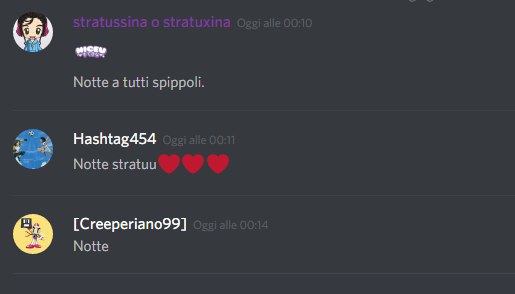 stratussina o stratuxina Oggi alle 00:10
Notte a tutti spippoli.
Hashtag454 Oggi alle 00:11
Notte stratuu❤❤❤
[Creeperiano99] Oggi alle 00:14
Notte